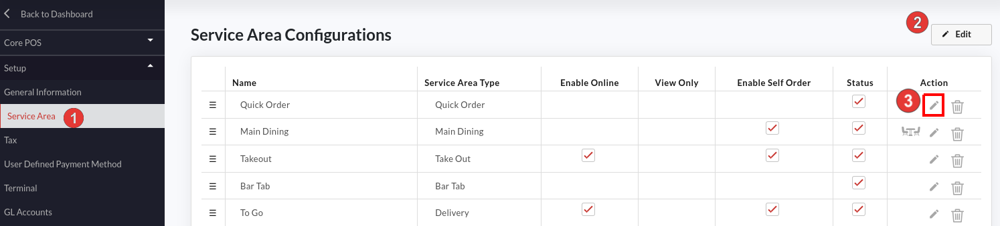 Back to Dashboard
Core POS
Setup
General Information
Service Area 1
Tax
User Defined Payment Method
Terminal
GL Accounts
Service Area Configurations
2 Edit
Name Service Area Type Enable Online View Only Enable Self Order Status Action
Quick Order Quick Order 3
Main Dining Main Dining
Takeout Take Out
Bar Tab Bar Tab
To Go Delivery